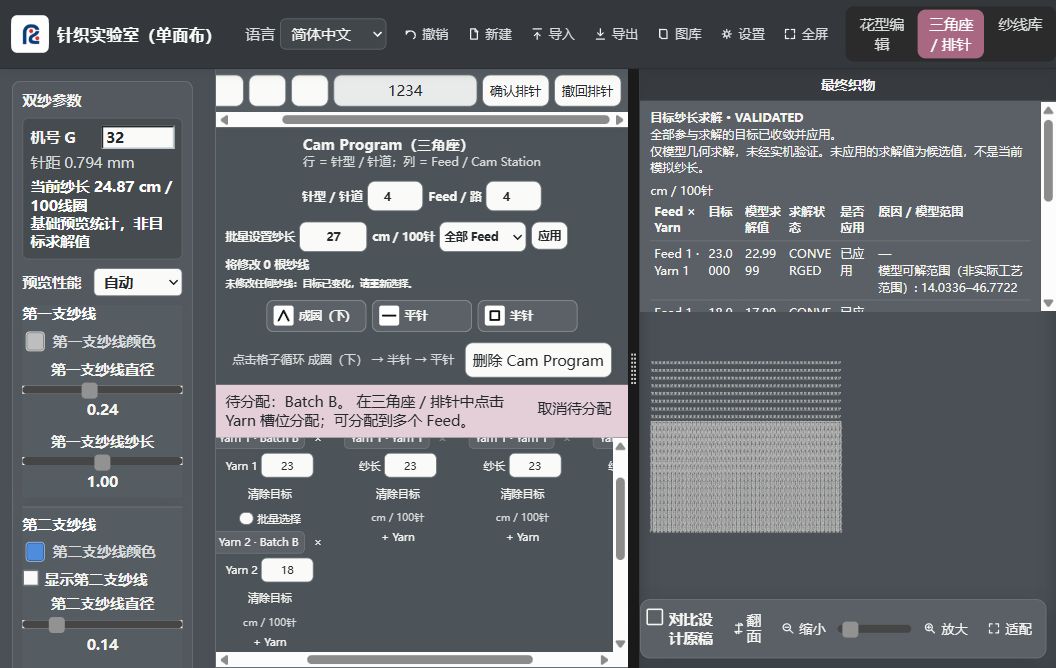 针织实验室（单面布）
语言 简体中文 撤销 新建 导入 导出 图库 设置 全屏
花型编辑 三角座 / 排针 纱线库
双纱参数
机号 G 32
针距 0.794 mm
当前纱长 24.87 cm /
100线圈
基础预览统计，非目
标求解值
预览性能 自动
第一支纱线
第一支纱线颜色
第一支纱线直径
0.24
第一支纱线纱长
1.00
第二支纱线
第二支纱线颜色
显示第二支纱线
第二支纱线直径
0.14
1234 确认排针 撤回排针
Cam Program（三角座）
行 = 针型 / 针道；列 = Feed / Cam Station
针型 / 针道 4 Feed / 路 4
批量设置纱长 27 cm / 100针 全部 Feed 应用
将修改 0 根纱线
未修改任何纱线：目标已变化，请重新选择。
成圈（下） 平针 半针
点击格子循环 成圈（下） → 半针 → 平针 删除 Cam Program
待分配：Batch B。 在三角座 / 排针中点击
Yarn 槽位分配；可分配到多个 Feed。
取消待分配
Yarn 1 · Batch B × Yarn 1 · Yarn 1 × Yarn 1 · Yarn 1 ×
Yarn 1 23 纱长 23 纱长 23
清除目标 清除目标 清除目标
批量选择 cm / 100针 cm / 100针
+ Yarn + Yarn
Yarn 2 · Batch B ×
Yarn 2 18
清除目标
cm / 100针
+ Yarn
最终织物
目标纱长求解 • VALIDATED
全部参与求解的目标已收敛并应用。
仅模型几何求解，未经实机验证。未应用的求解值为候选值，不是当前
模拟纱长。
cm / 100针
Feed × Yarn 目标 模型求解值 求解状态 是否应用 原因 / 模型范围
Feed 1 · Yarn 1 23.0000 22.9999 CONVERGED 已应用 —
模型可解范围（非实际工艺
范围）: 14.0336–46.7722
Feed 1 · 18.0 17.99 CONVE 已应
对比设计原稿 翻面 缩小 放大 适配